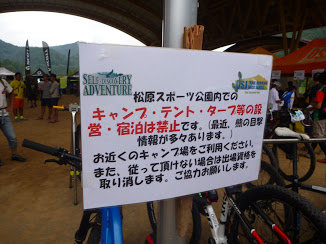 SELF DISCOVERY
ADVENTURE
松原スポーツ公園内での
キャンプ・テント・タープ等の設
営・宿泊は禁止です。（最近、熊の目撃
情報が多なります。）
お近くのキャンプ場をご利用ください。
また、従って頂けない場合は出場資格を
取り消します。ご協力お願いします。